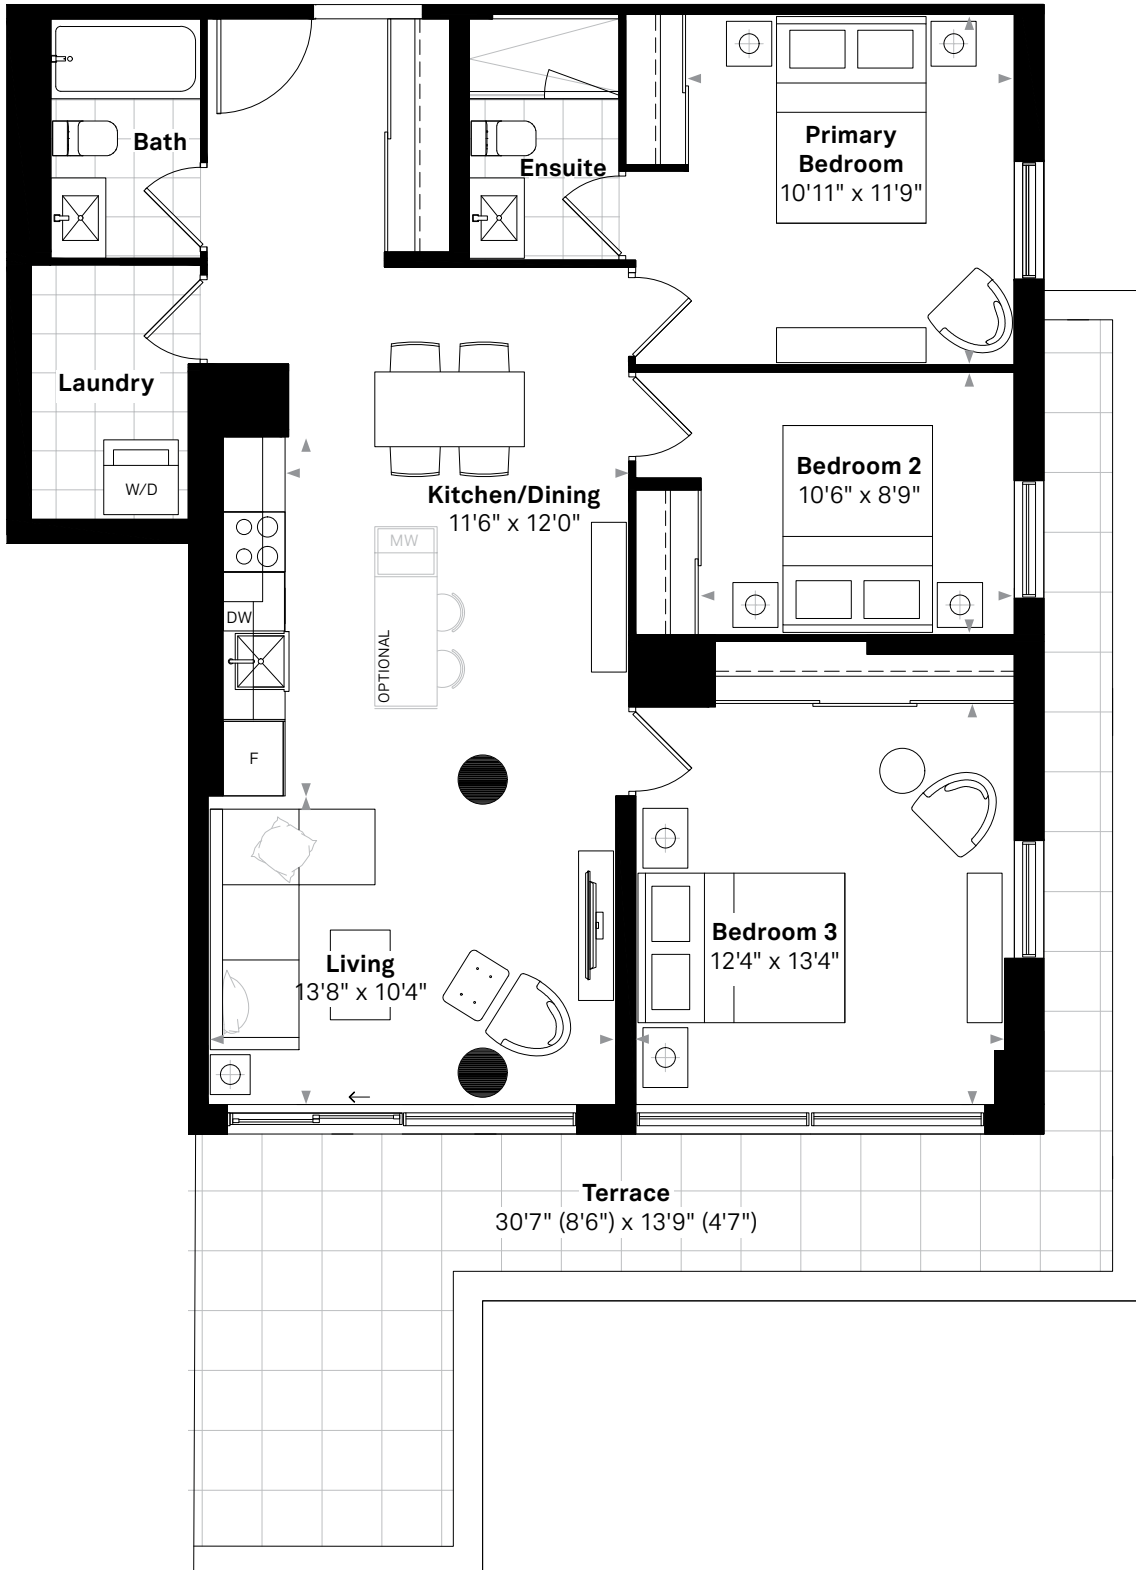 Bath
Ensuite
Primary
Bedroom
10'11" x 11'9"
Laundry
W/D
Kitchen/Dining
11'6" x 12'0"
Bedroom 2
10'6" x 8'9"
MW
OPTIONAL
DW
F
Living
13'8" x 10'4"
Bedroom 3
12'4" x 13'4"
Terrace
30'7" (8'6") x 13'9" (4'7")